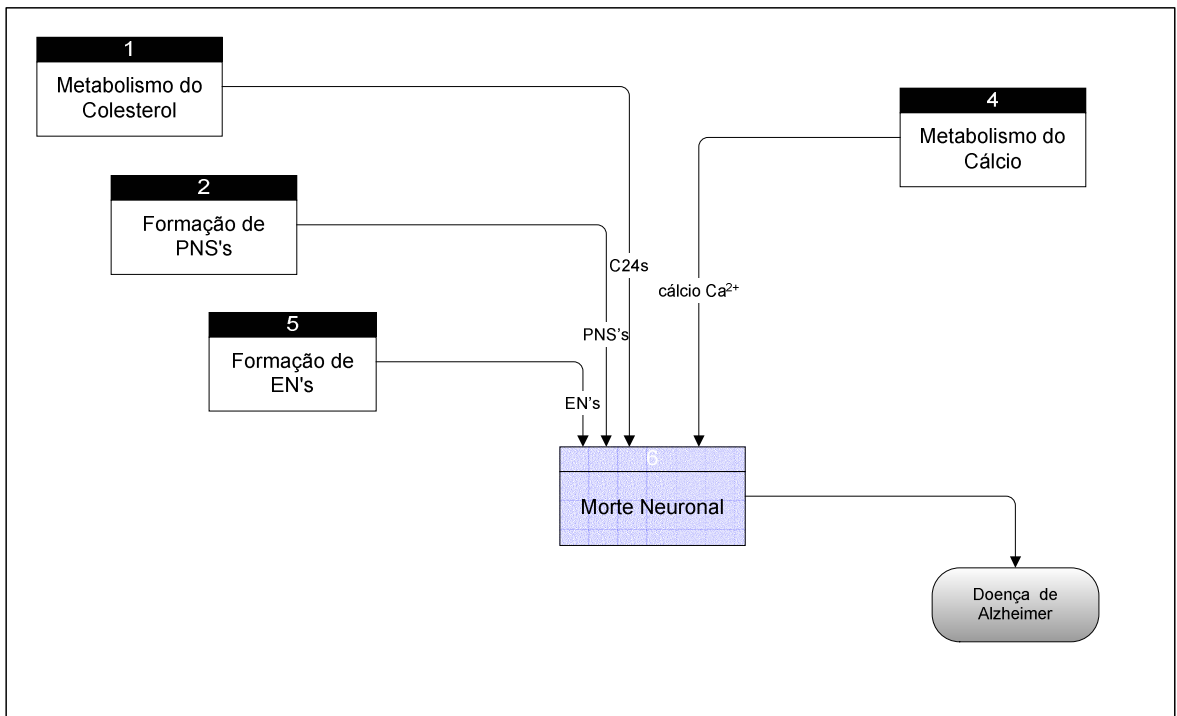 1
Metabolismo do
Colesterol
4
Metabolismo do
Cálcio
2
Formação de
PNS's
C24s
cálcio Ca²⁺
5
Formação de
EN's
PNS's
EN's
6
Morte Neuronal
Doença de
Alzheimer